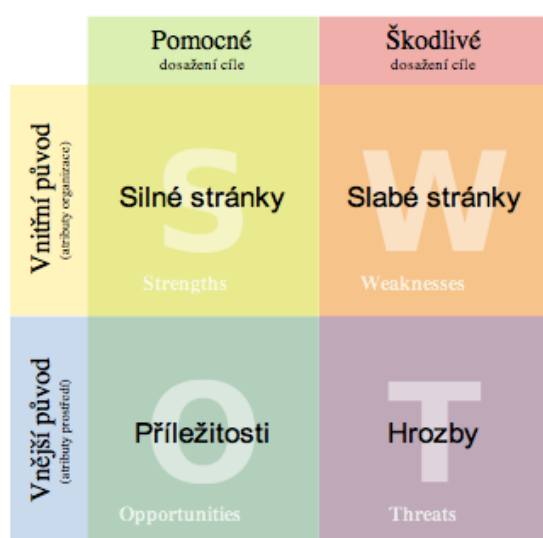 Pomocné
dosažení cíle
Škodlivé
dosažení cíle
Vnitřní původ
(atributy organizace)
S
Silné stránky
Strengths
W
Slabé stránky
Weaknesses
Vnější původ
(atributy prostředí)
O
Příležitosti
Opportunities
T
Hrozby
Threats